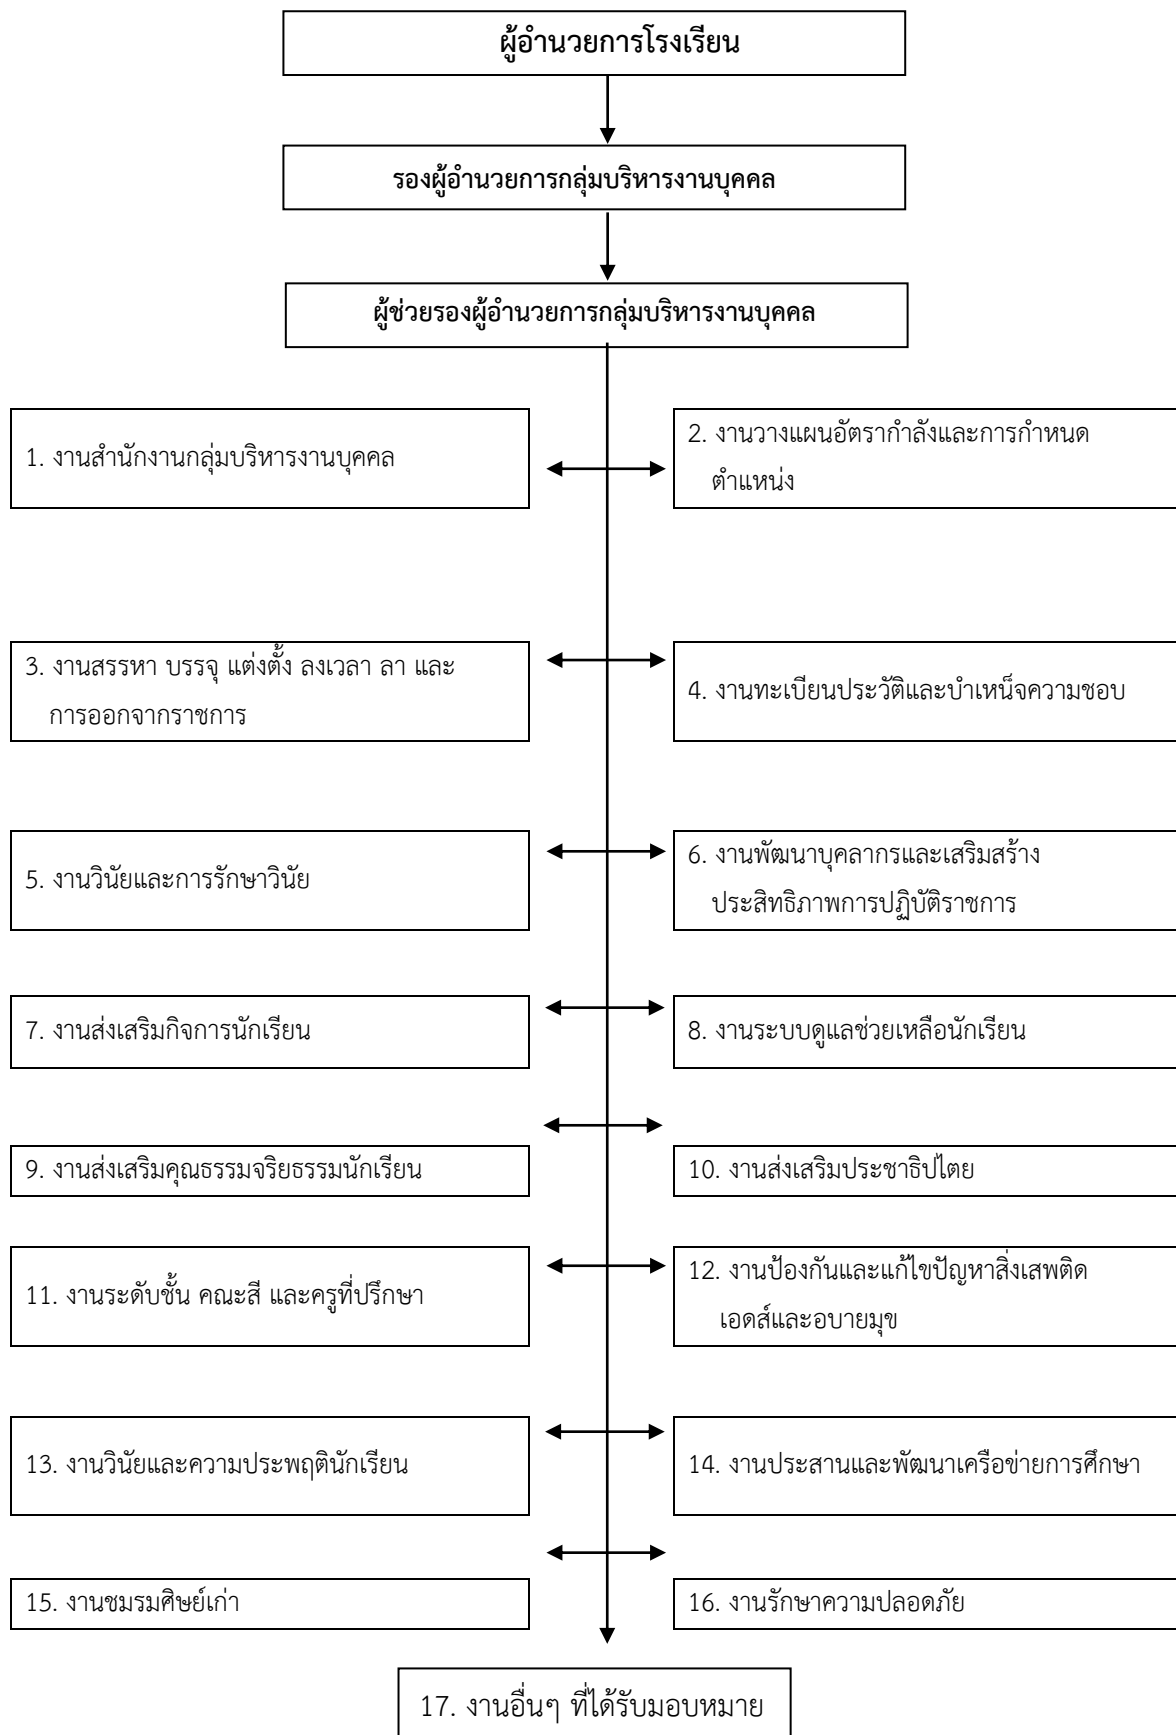 ผู้อำนวยการโรงเรียน
รองผู้อำนวยการกลุ่มบริหารงานบุคคล
ผู้ช่วยรองผู้อำนวยการกลุ่มบริหารงานบุคคล
1. งานสำนักงานกลุ่มบริหารงานบุคคล
2. งานวางแผนอัตรากำลังและการกำหนด
ตำแหน่ง
3. งานสรรหา บรรจุ แต่งตั้ง ลงเวลา ลา และ
การออกจากราชการ
4. งานทะเบียนประวัติและบำเหน็จความชอบ
5. งานวินัยและการรักษาวินัย
6. งานพัฒนาบุคลากรและเสริมสร้าง
ประสิทธิภาพการปฏิบัติราชการ
7. งานส่งเสริมกิจการนักเรียน
8. งานระบบดูแลช่วยเหลือนักเรียน
9. งานส่งเสริมคุณธรรมจริยธรรมนักเรียน
10. งานส่งเสริมประชาธิปไตย
11. งานระดับชั้น คณะสี และครูที่ปรึกษา
12. งานป้องกันและแก้ไขปัญหาสิ่งเสพติด
เอดส์และอบายมุข
13. งานวินัยและความประพฤตินักเรียน
14. งานประสานและพัฒนาเครือข่ายการศึกษา
15. งานชมรมศิษย์เก่า
16. งานรักษาความปลอดภัย
17. งานอื่นๆ ที่ได้รับมอบหมาย